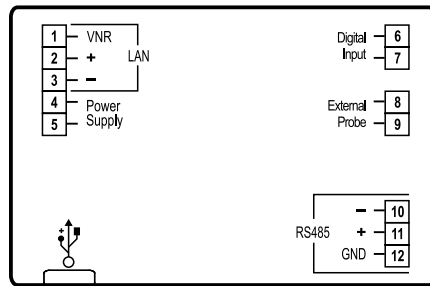 1 VNR
2 +
3 –
LAN
4 Power
5 Supply
Digital 6
Input 7
External 8
Probe 9
RS485
– 10
+ 11
GND 12